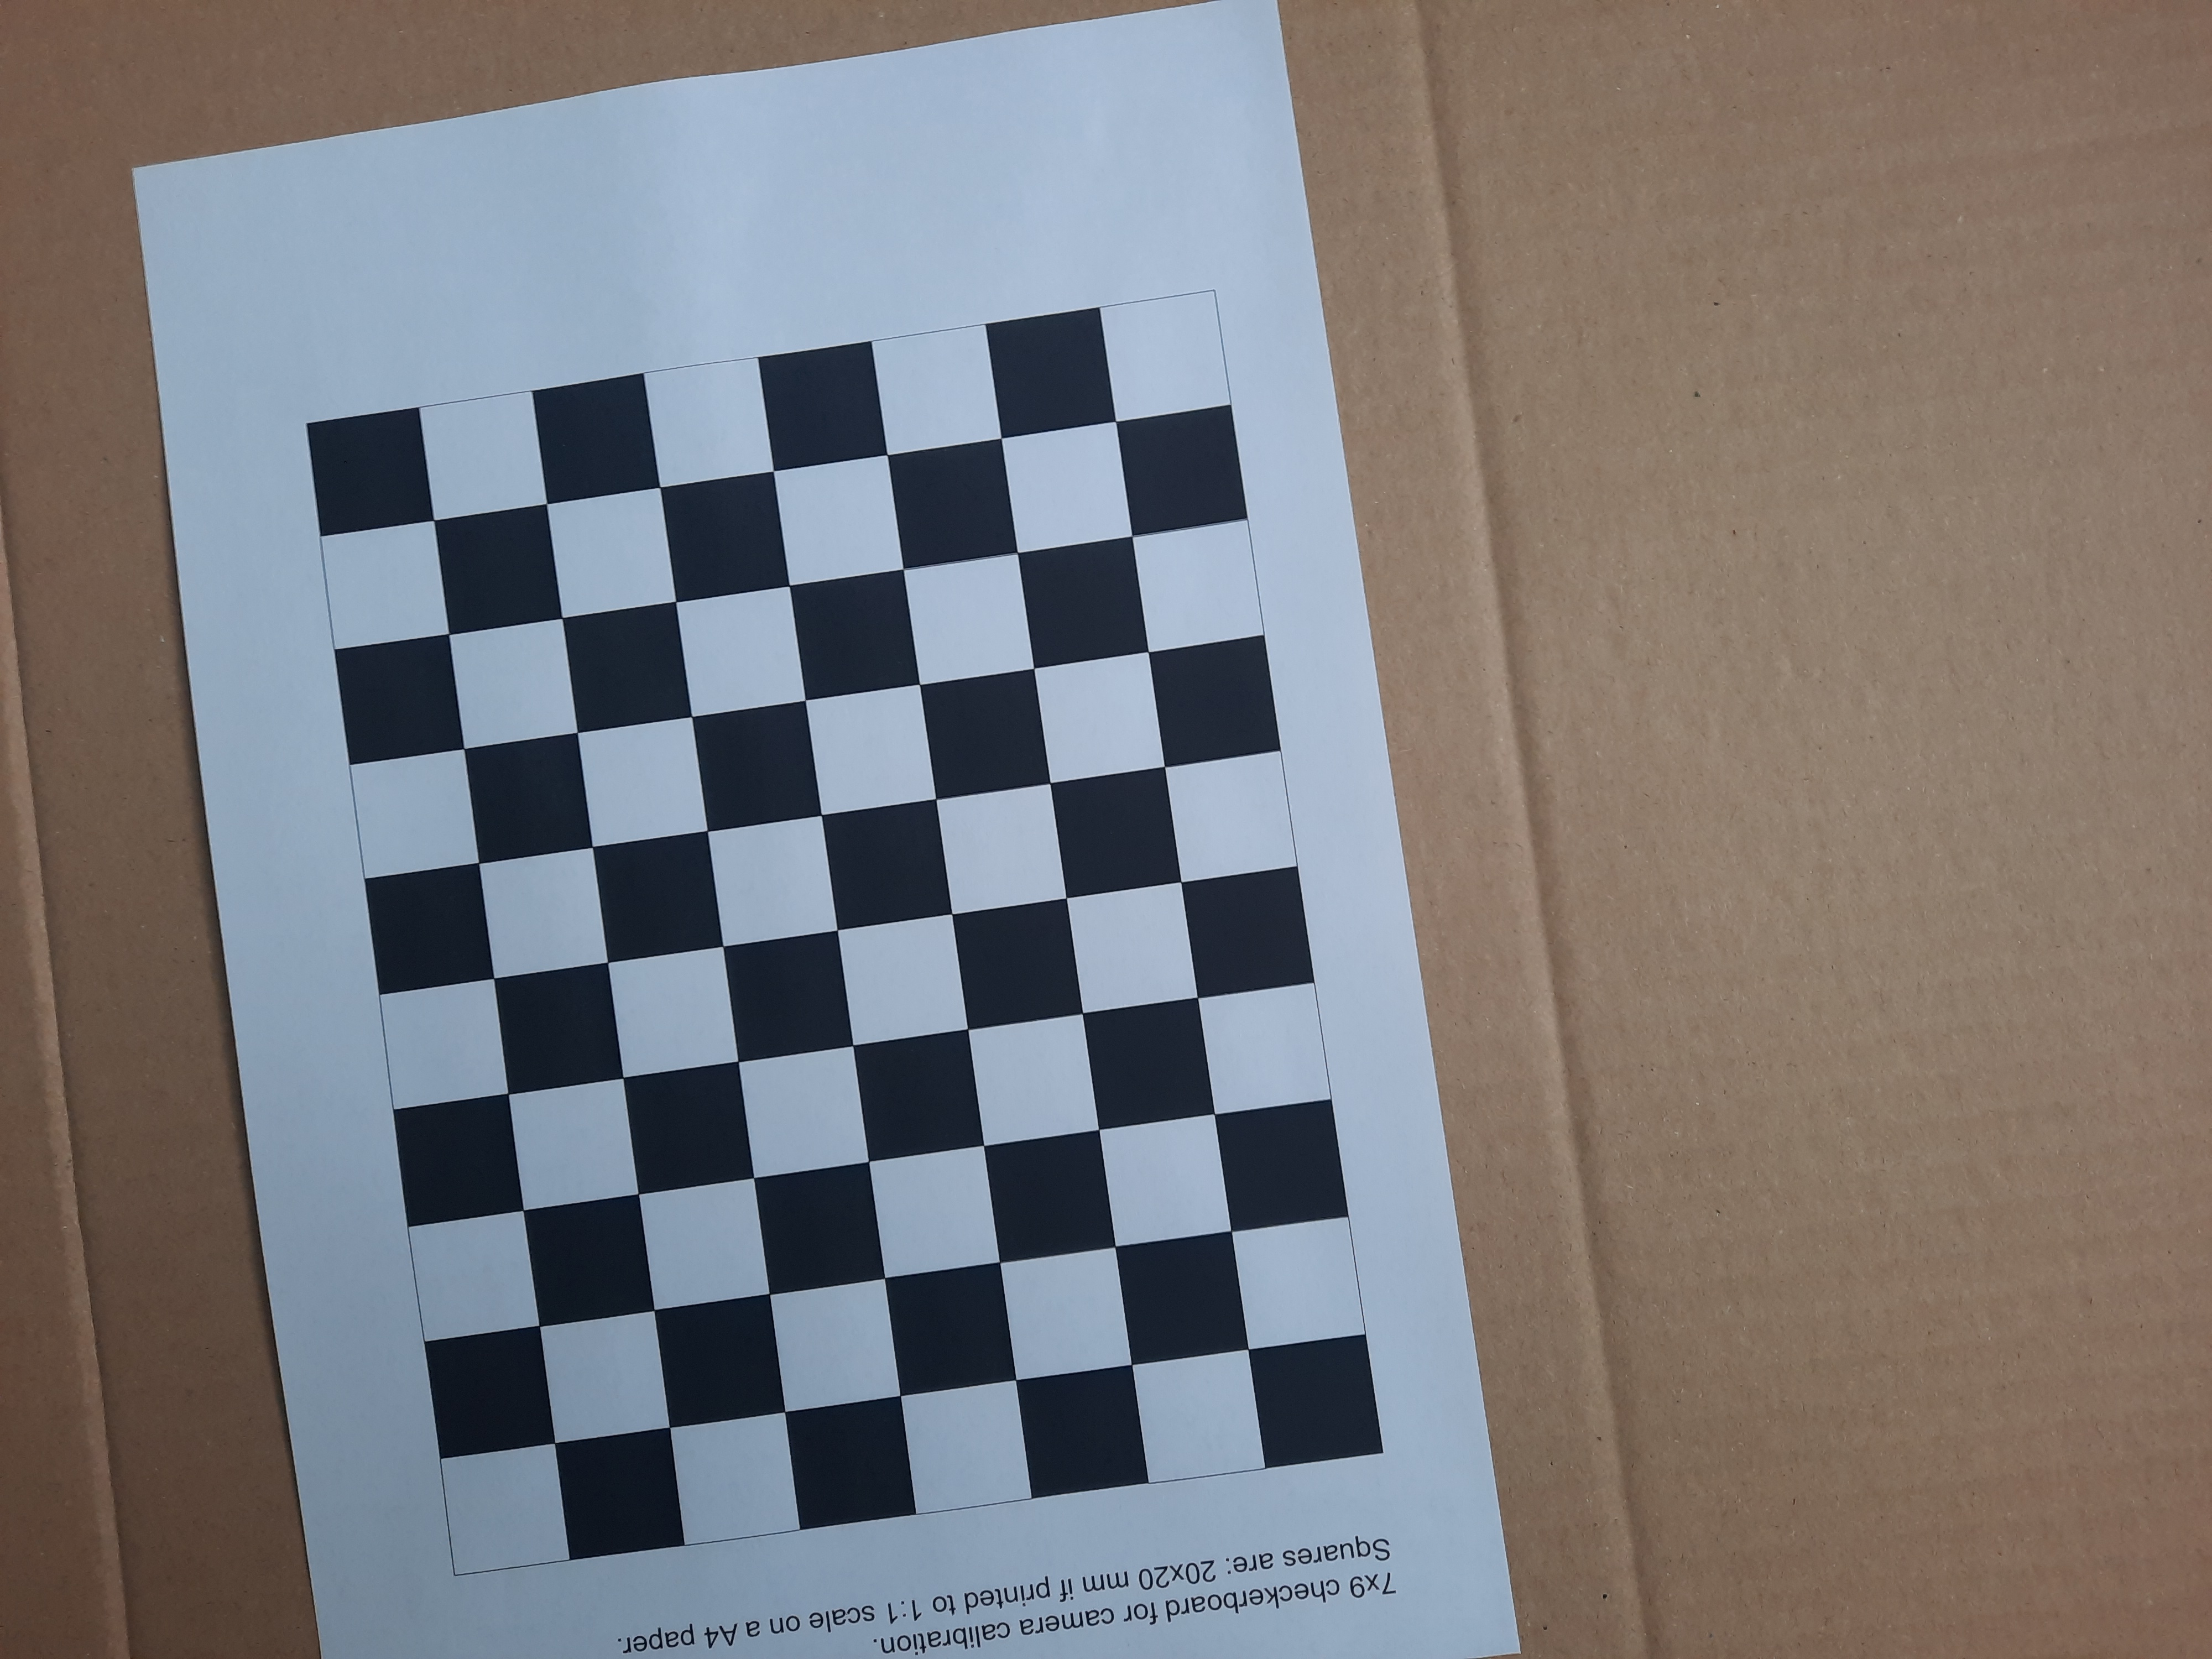 7x9 checkerboard for camera calibration.
Squares are: 20x20 mm if printed to 1:1 scale on a A4 paper.